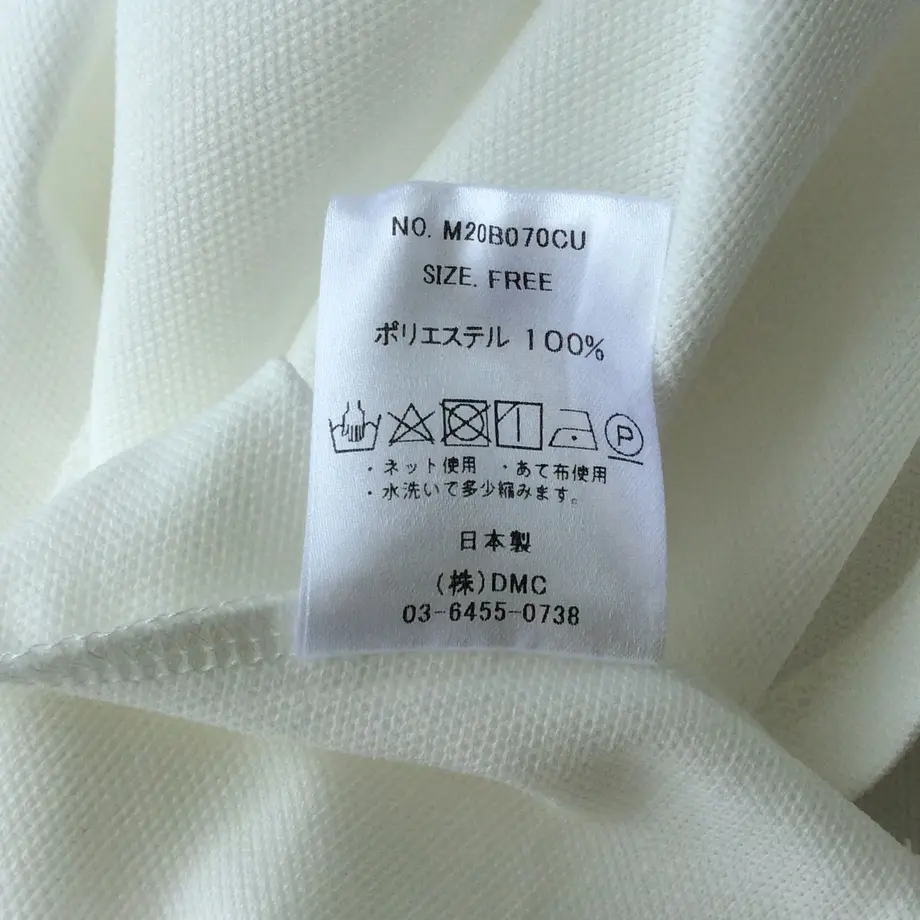 NO. M20B070CU
SIZE. FREE
ポリエステル 100%
P
・ネット使用 ・あて布使用
・水洗いで多少縮みます。
日本製
(株)DMC
03-6455-0738